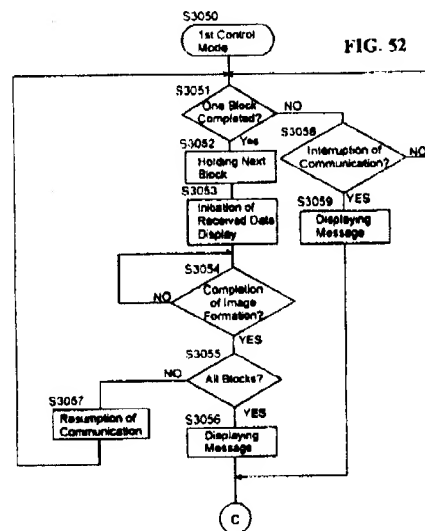 S3050
1st Control
Mode
FIG. 52
S3051
One Block
Completed?
NO
Yes
S3052
Holding Next
Block
S3058
Interruption of
Communication?
NO
YES
S3053
Initiation of
Received Data
Display
S3059
Displaying
Message
S3054
Completion
of Image
Formation?
NO
YES
S3055
All Blocks?
NO
YES
S3057
Resumption of
Communication
S3056
Displaying
Message
C